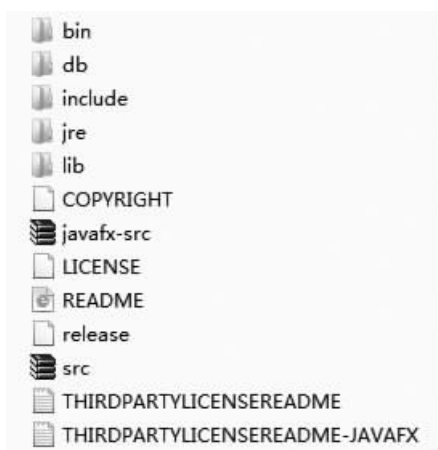 bin
db
include
jre
lib
COPYRIGHT
javafx-src
LICENSE
README
release
src
THIRDPARTYLICENSEREADME
THIRDPARTYLICENSEREADME-JAVAFX